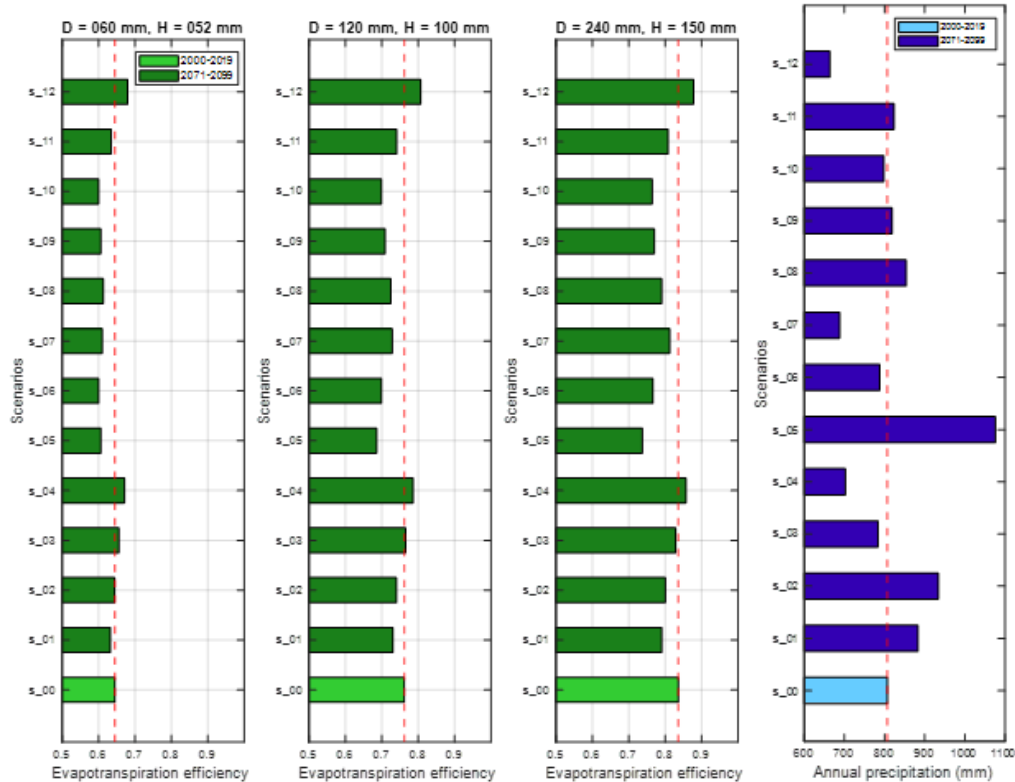 D = 060 mm, H = 052 mm
2000-2019
2071-2099
s_12
s_11
s_10
s_09
s_08
s_07
s_06
s_05
s_04
s_03
s_02
s_01
s_00
Scenarios
0.5 0.6 0.7 0.8 0.9
Evapotranspiration efficiency
D = 120 mm, H = 100 mm
s_12
s_11
s_10
s_09
s_08
s_07
s_06
s_05
s_04
s_03
s_02
s_01
s_00
Scenarios
0.5 0.6 0.7 0.8 0.9
Evapotranspiration efficiency
D = 240 mm, H = 150 mm
s_12
s_11
s_10
s_09
s_08
s_07
s_06
s_05
s_04
s_03
s_02
s_01
s_00
Scenarios
0.5 0.6 0.7 0.8 0.9
Evapotranspiration efficiency
2000-2019
2071-2099
s_12
s_11
s_10
s_09
s_08
s_07
s_06
s_05
s_04
s_03
s_02
s_01
s_00
Scenarios
600 700 800 900 1000 1100
Annual precipitation (mm)